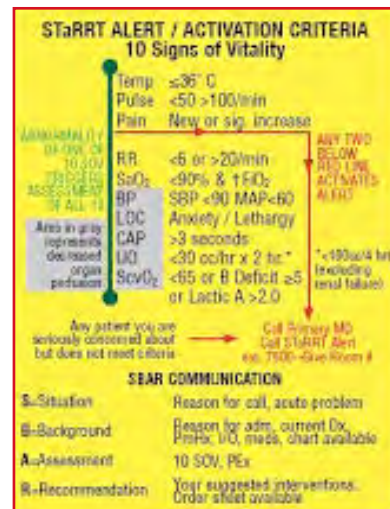 STaRRT ALERT / ACTIVATION CRITERIA
10 Signs of Vitality
Temp ≤36° C
Pulse <50 >100/min
Pain New or sig. increase
ABNORMALITY
OF ONE OF
10 SOV
TRIGGERS
ASSESSMENT
OF ALL 10
RR <6 or >20/min
SaO₂ <90% & ↑FiO₂
BP SBP <90 MAP<60
LOC Anxiety / Lethargy
CAP >3 seconds
UO <30 cc/hr x 2 hr.*
ScvO₂ <65 or B Deficit ≥5
or Lactic A >2.0
Area in gray
represents
decreased
organ
perfusion
ANY TWO
BELOW
RED LINE
ACTIVATES
ALERT
(excluding
renal failure)
Any patient you are
seriously concerned about
but does not meet criteria
Call Primary MD
Call STaRRT Alert
Give Room #
SBAR COMMUNICATION
S=Situation Reason for call, acute problem
B=Background Reason for adm, current Dx,
PmHx, I/O, meds, chart available
A=Assessment 10 SOV, PEx
R=Recommendation Your suggested interventions.
Order sheet available